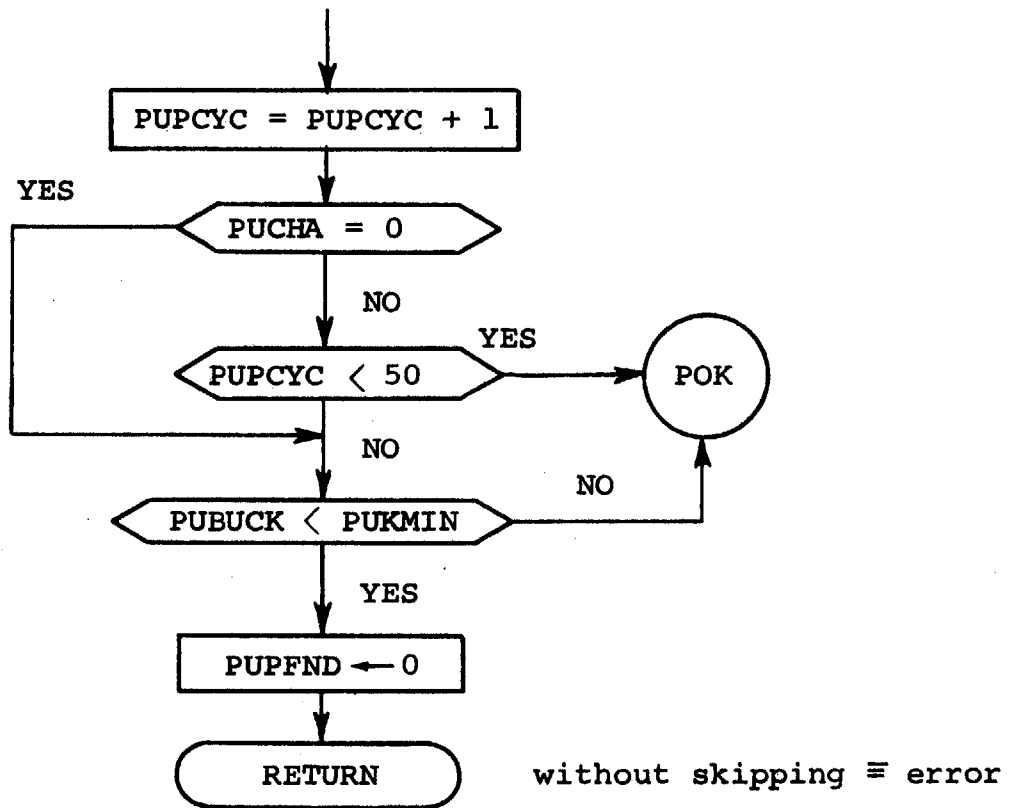 PUPCYC = PUPCYC + 1
YES
PUCHA = 0
NO
YES
PUPCYC < 50
POK
NO
NO
PUBUCK < PUKMIN
YES
PUPFND ← 0
RETURN
without skipping ≡ error